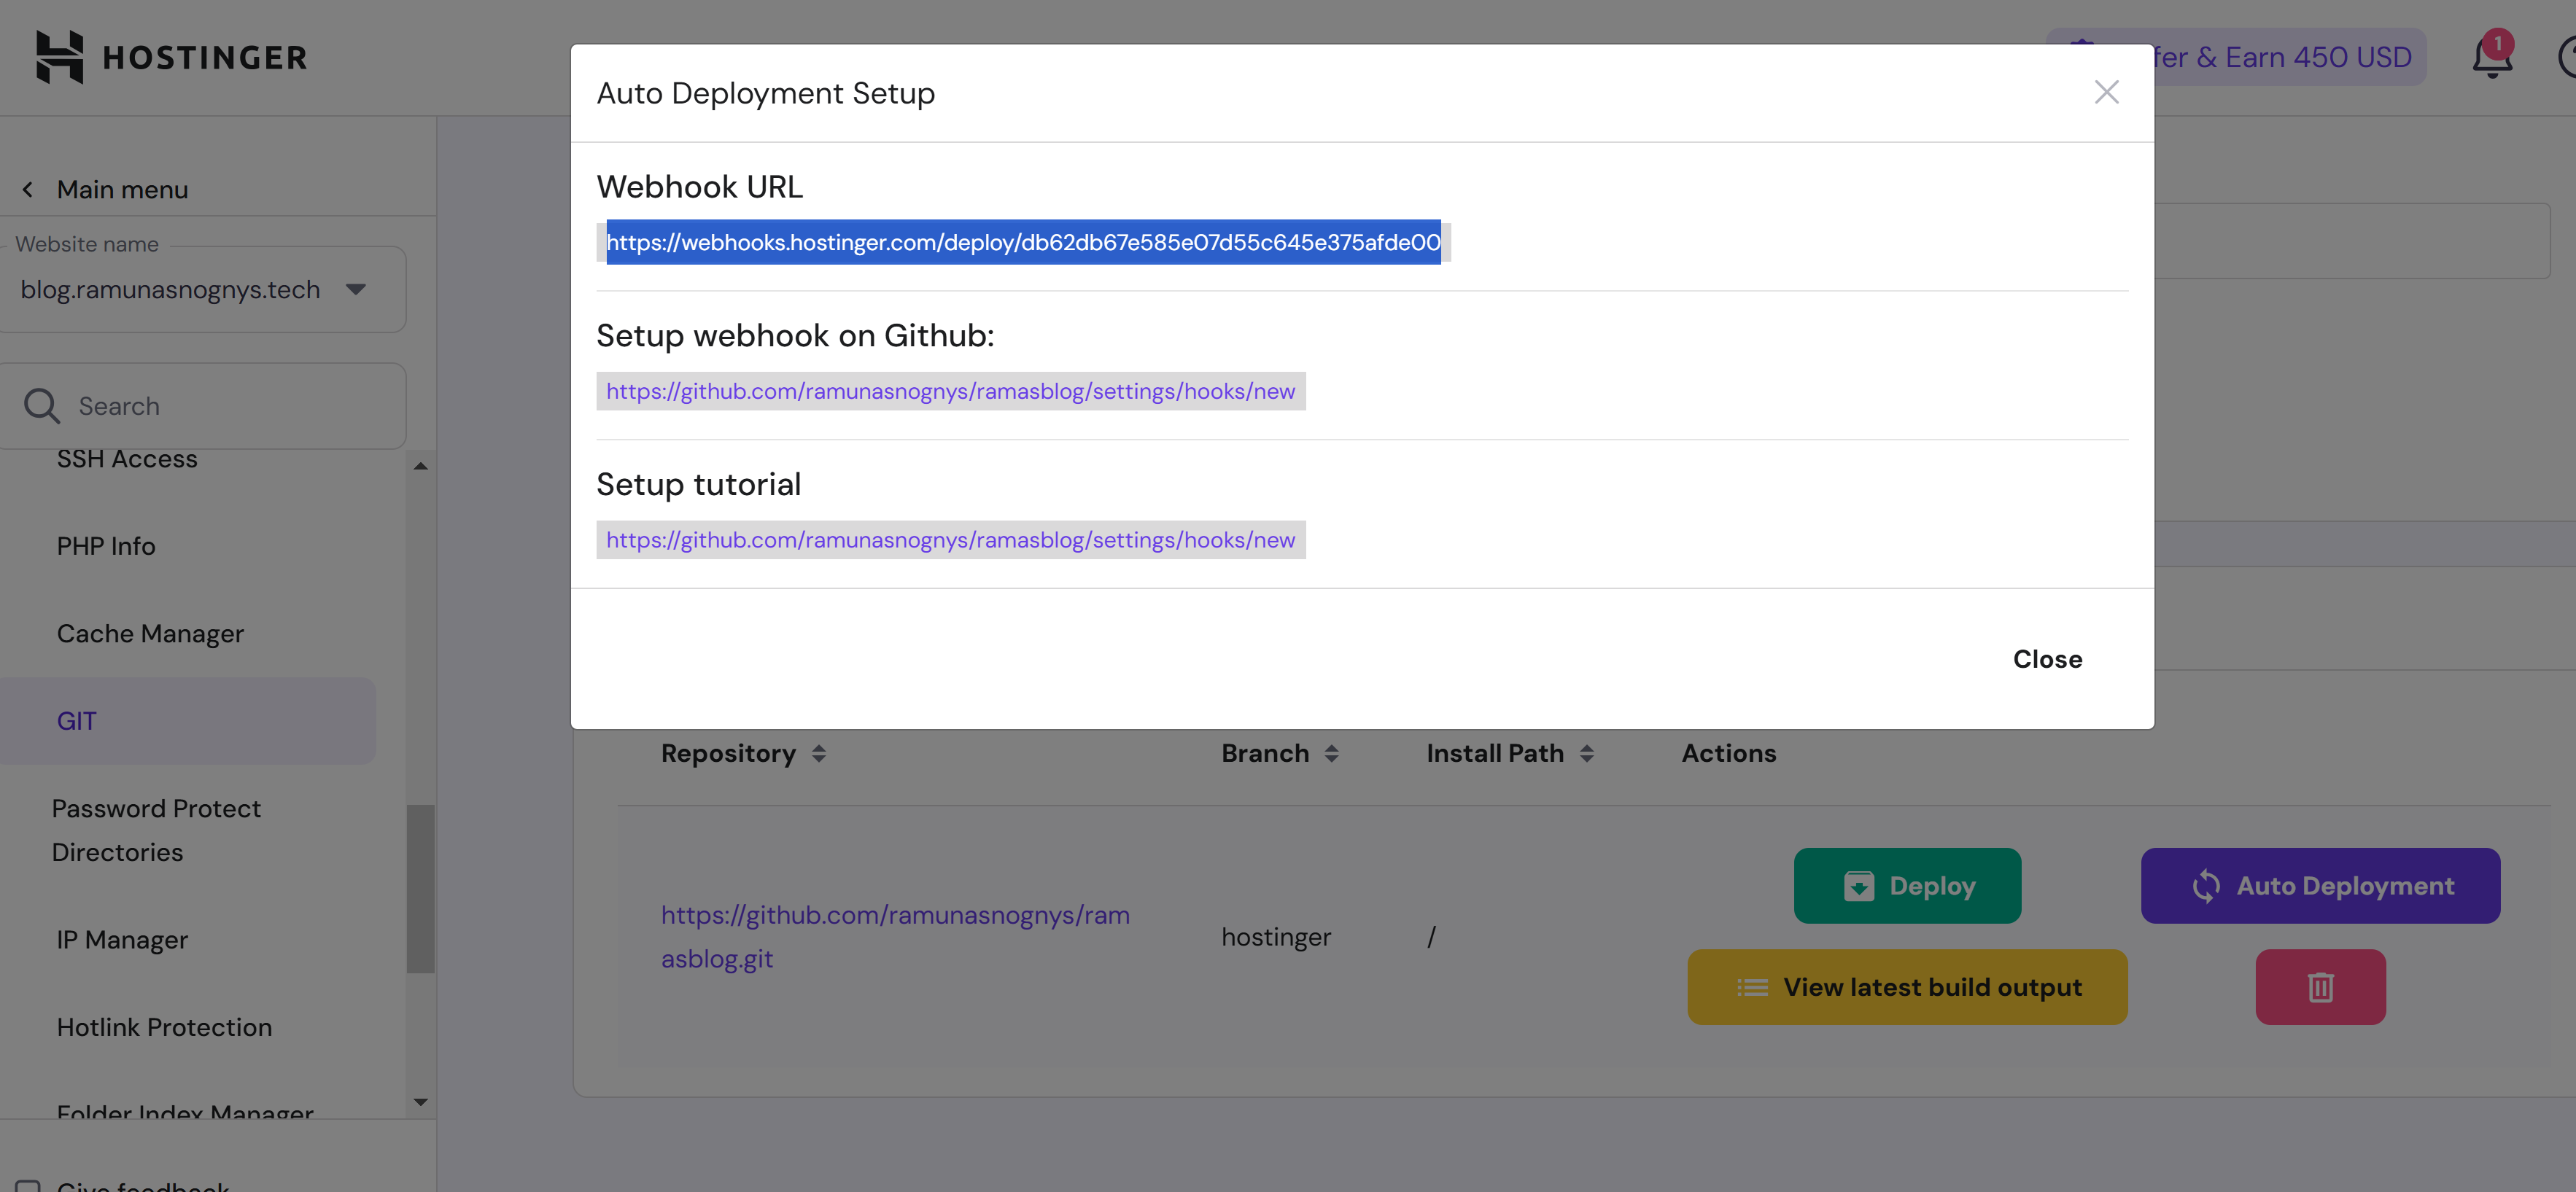 HOSTINGER
fer & Earn 450 USD
1
Main menu
Website name
blog.ramunasnognys.tech
Search
SSH Access
PHP Info
Cache Manager
GIT
Password Protect
Directories
IP Manager
Hotlink Protection
Folder Index Manager
Give feedback
Auto Deployment Setup
Webhook URL
https://webhooks.hostinger.com/deploy/db62db67e585e07d55c645e375afde00
Setup webhook on Github:
https://github.com/ramunasnognys/ramasblog/settings/hooks/new
Setup tutorial
https://github.com/ramunasnognys/ramasblog/settings/hooks/new
Close
Repository Branch Install Path Actions
https://github.com/ramunasnognys/ram
asblog.git
hostinger
/
Deploy
Auto Deployment
View latest build output